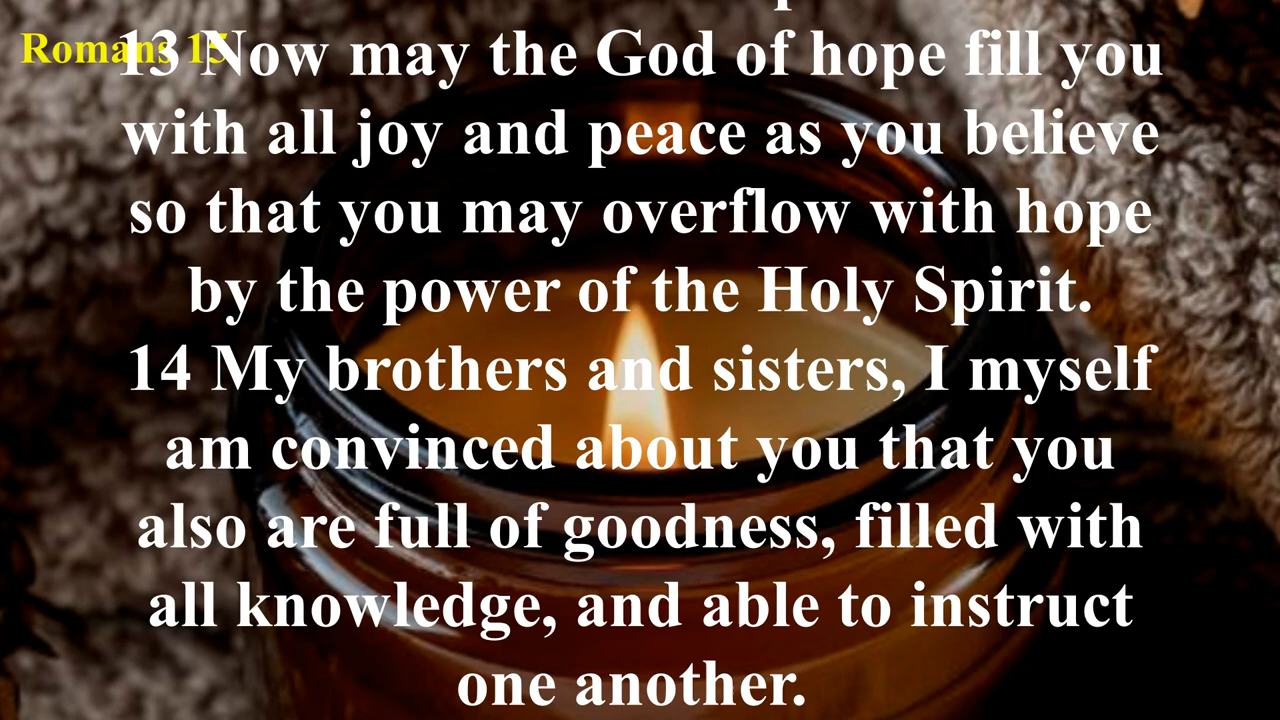 Romans 15
13 Now may the God of hope fill you
with all joy and peace as you believe
so that you may overflow with hope
by the power of the Holy Spirit.
14 My brothers and sisters, I myself
am convinced about you that you
also are full of goodness, filled with
all knowledge, and able to instruct
one another.